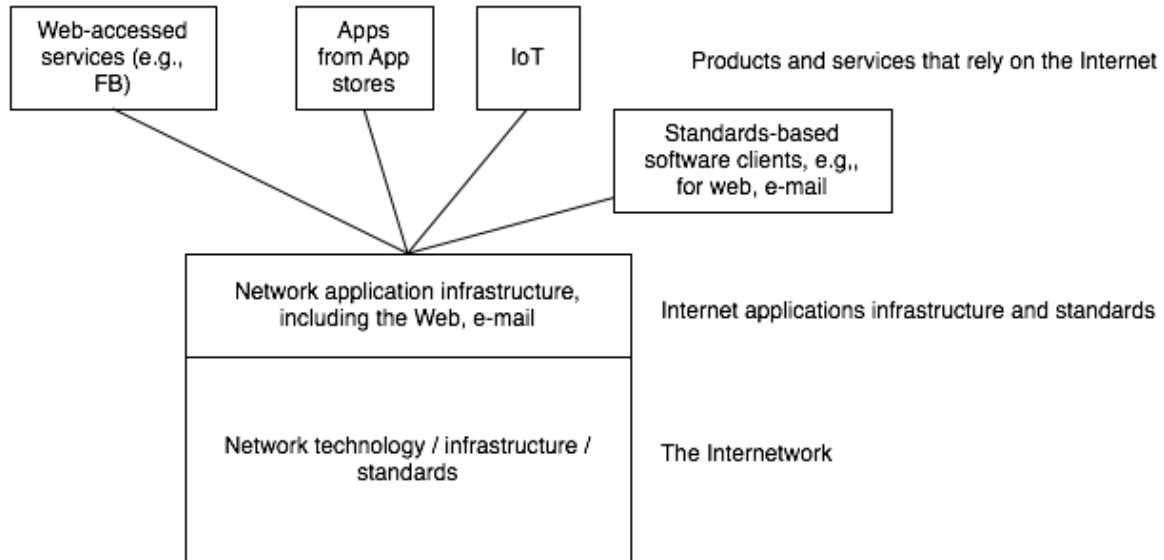 Web-accessed
services (e.g.,
FB)
Apps
from App
stores
IoT
Products and services that rely on the Internet
Standards-based
software clients, e.g,,
for web, e-mail
Network application infrastructure,
including the Web, e-mail
Internet applications infrastructure and standards
Network technology / infrastructure /
standards
The Internetwork